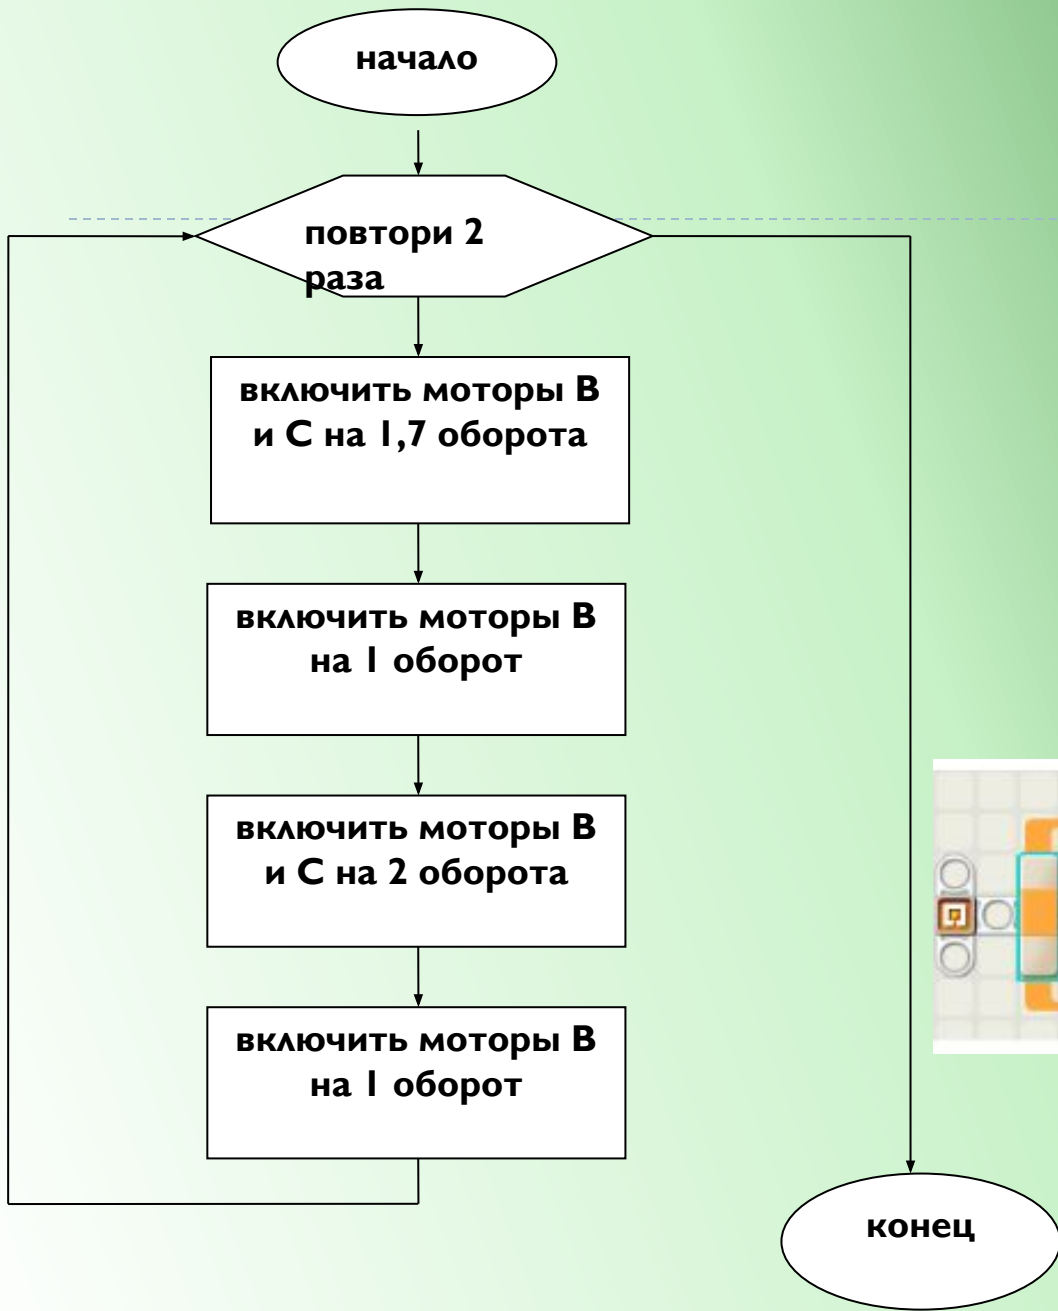 начало
повтори 2
раза
включить моторы В
и С на 1,7 оборота
включить моторы В
на 1 оборот
включить моторы В
и С на 2 оборота
включить моторы В
на 1 оборот
конец